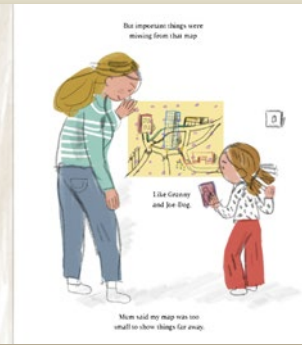 But important things were
missing from that map
Like Granny
and Joe-Dog.
Mum said my map was too
small to show things far away.